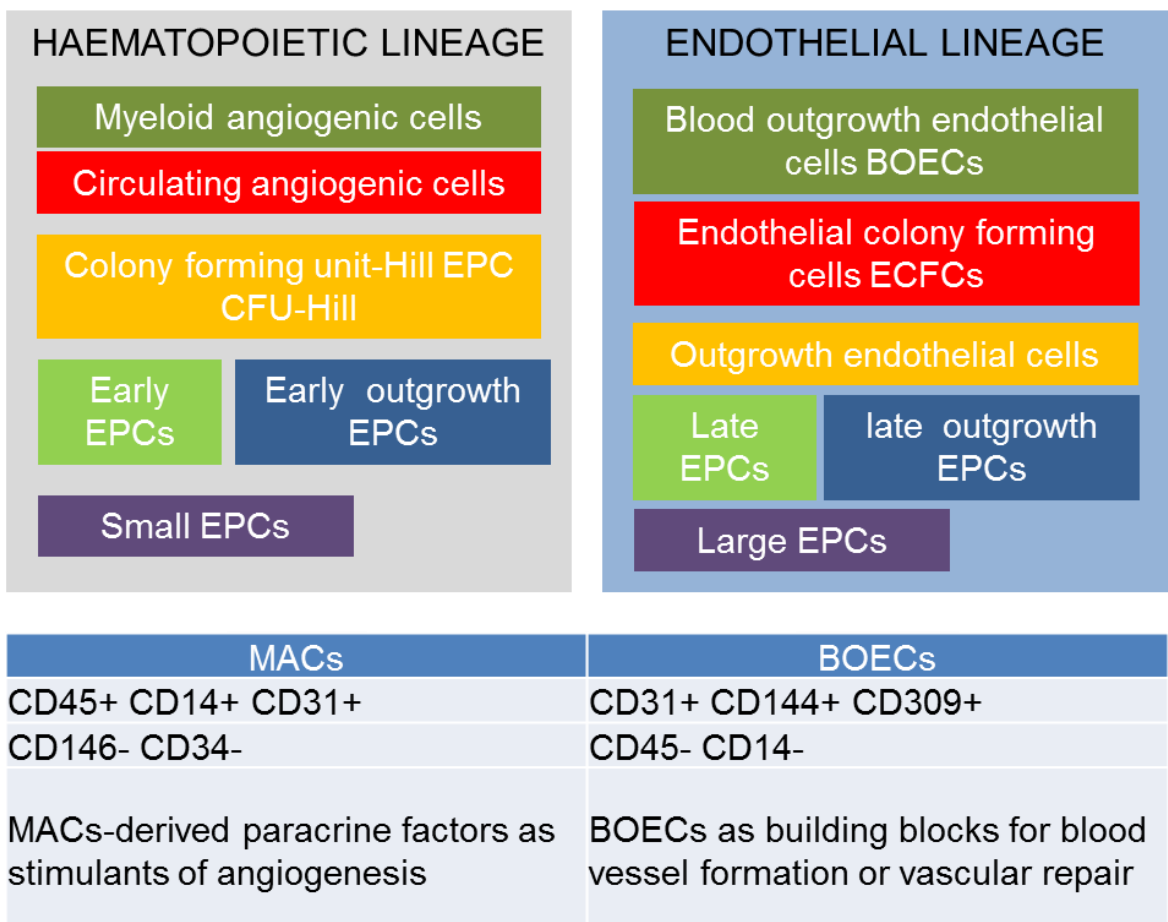 HAEMATOPOIETIC LINEAGE
Myeloid angiogenic cells
Circulating angiogenic cells
Colony forming unit-Hill EPC
CFU-Hill
Early
EPCs
Early outgrowth
EPCs
Small EPCs
ENDOTHELIAL LINEAGE
Blood outgrowth endothelial
cells BOECs
Endothelial colony forming
cells ECFCs
Outgrowth endothelial cells
Late
EPCs
late outgrowth
EPCs
Large EPCs
MACs
BOECs
CD45+ CD14+ CD31+
CD31+ CD144+ CD309+
CD146- CD34-
CD45- CD14-
MACs-derived paracrine factors as
stimulants of angiogenesis
BOECs as building blocks for blood
vessel formation or vascular repair